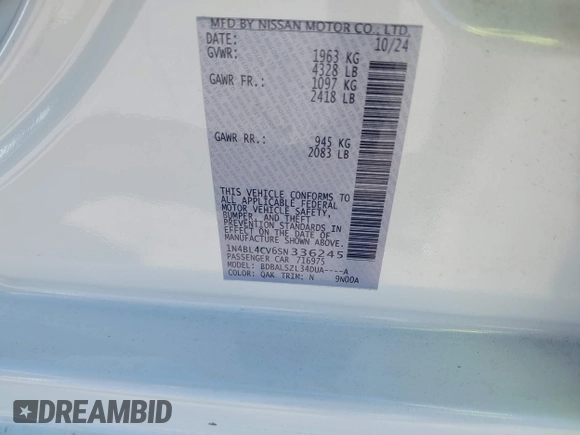 MFD BY NISSAN MOTOR CO., LTD.
DATE: 10/24
GVWR: 1963 KG
4328 LB
GAWR FR.: 1097 KG
2418 LB
GAWR RR.: 945 KG
2083 LB
THIS VEHICLE CONFORMS TO
ALL APPLICABLE FEDERAL
MOTOR VEHICLE SAFETY,
BUMPER, AND THEFT
PREVENTION STANDARDS IN
EFFECT ON THE DATE OF
MANUFACTURE SHOWN ABOVE.
1N4BL4CV6SN336245
PASSENGER CAR 716975
MODEL: BDBALSZL34DUA----A
COLOR: QAK TRIM: N 9N00A
DREAMBID